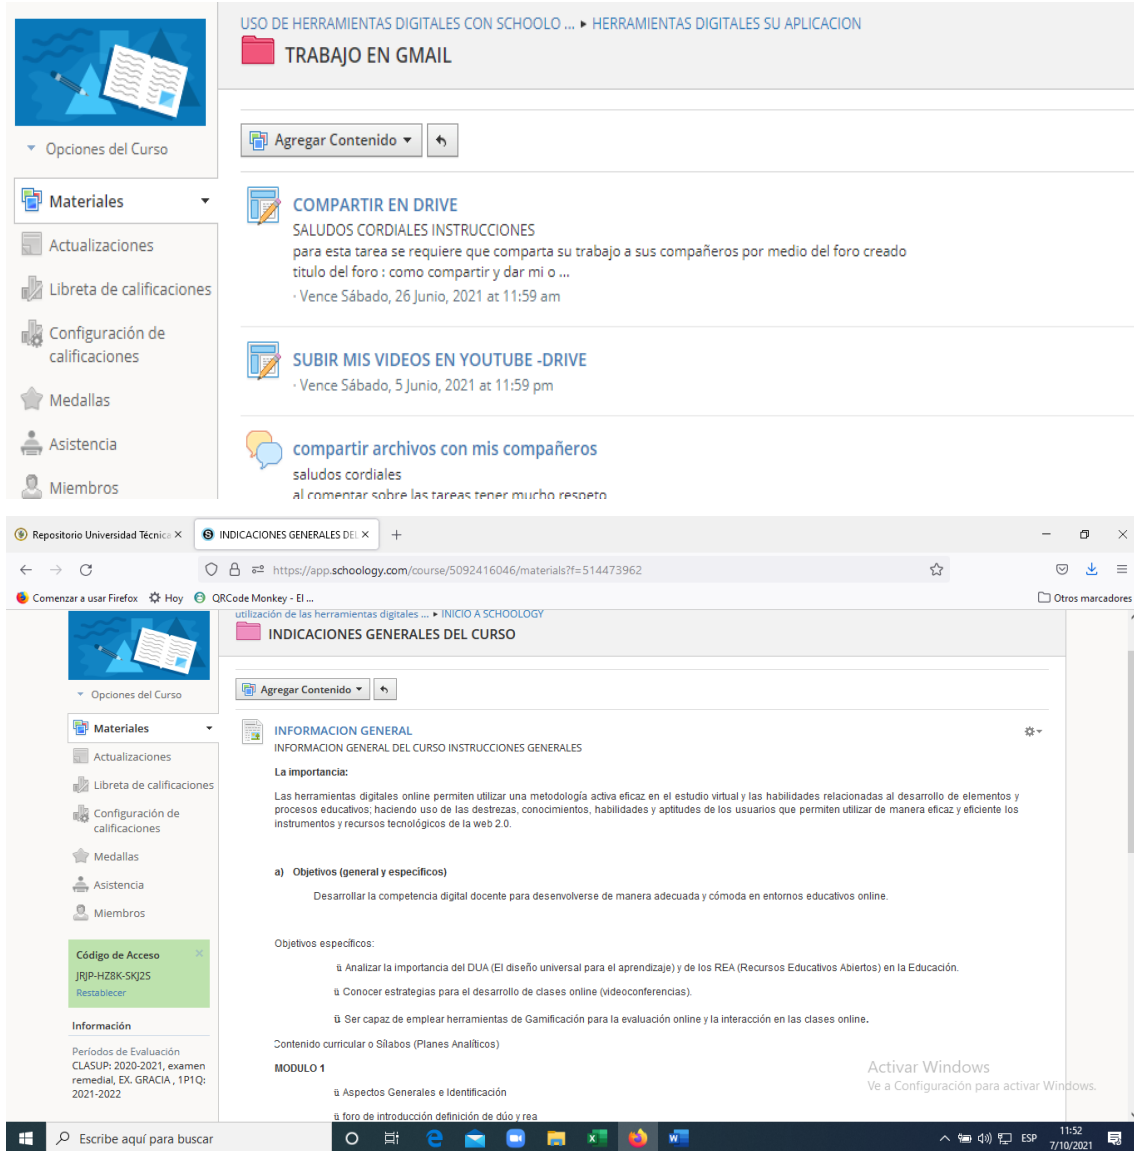 USO DE HERRAMIENTAS DIGITALES CON SCHOOLO ... ▸ HERRAMIENTAS DIGITALES SU APLICACION
TRABAJO EN GMAIL
Opciones del Curso
Materiales
Actualizaciones
Libreta de calificaciones
Configuración de
calificaciones
Medallas
Asistencia
Miembros
Agregar Contenido
COMPARTIR EN DRIVE
SALUDOS CORDIALES INSTRUCCIONES
para esta tarea se requiere que comparta su trabajo a sus compañeros por medio del foro creado
titulo del foro : como compartir y dar mi o ...
· Vence Sábado, 26 Junio, 2021 at 11:59 am
SUBIR MIS VIDEOS EN YOUTUBE -DRIVE
· Vence Sábado, 5 Junio, 2021 at 11:59 pm
compartir archivos con mis compañeros
saludos cordiales
al comentar sobre las tareas tener mucho respeto
Repositorio Universidad Técnica
INDICACIONES GENERALES DEL
https://app.schoology.com/course/5092416046/materials?f=514473962
Comenzar a usar Firefox Hoy QRCode Monkey - El ... Otros marcadores
utilización de las herramientas digitales ... ▸ INICIO A SCHOOLOGY
INDICACIONES GENERALES DEL CURSO
Opciones del Curso
Materiales
Actualizaciones
Libreta de calificaciones
Configuración de
calificaciones
Medallas
Asistencia
Miembros
Código de Acceso
JRJP-HZ8K-SKJ2S
Restablecer
Información
Períodos de Evaluación
CLASUP: 2020-2021, examen
remedial, EX. GRACIA , 1P1Q:
2021-2022
Agregar Contenido
INFORMACION GENERAL
INFORMACION GENERAL DEL CURSO INSTRUCCIONES GENERALES
La importancia:
Las herramientas digitales online permiten utilizar una metodología activa eficaz en el estudio virtual y las habilidades relacionadas al desarrollo de elementos y
procesos educativos; haciendo uso de las destrezas, conocimientos, habilidades y aptitudes de los usuarios que permiten utilizar de manera eficaz y eficiente los
instrumentos y recursos tecnológicos de la web 2.0.
a) Objetivos (general y específicos)
Desarrollar la competencia digital docente para desenvolverse de manera adecuada y cómoda en entornos educativos online.
Objetivos específicos:
ü Analizar la importancia del DUA (El diseño universal para el aprendizaje) y de los REA (Recursos Educativos Abiertos) en la Educación.
ü Conocer estrategias para el desarrollo de clases online (videoconferencias).
ü Ser capaz de emplear herramientas de Gamificación para la evaluación online y la interacción en las clases online.
Contenido curricular o Sílabos (Planes Analíticos)
MODULO 1
ü Aspectos Generales e Identificación
ü foro de introducción definición de dúo y rea
Activar Windows
Ve a Configuración para activar Windows.
Escribe aquí para buscar
ESP
11:52
7/10/2021